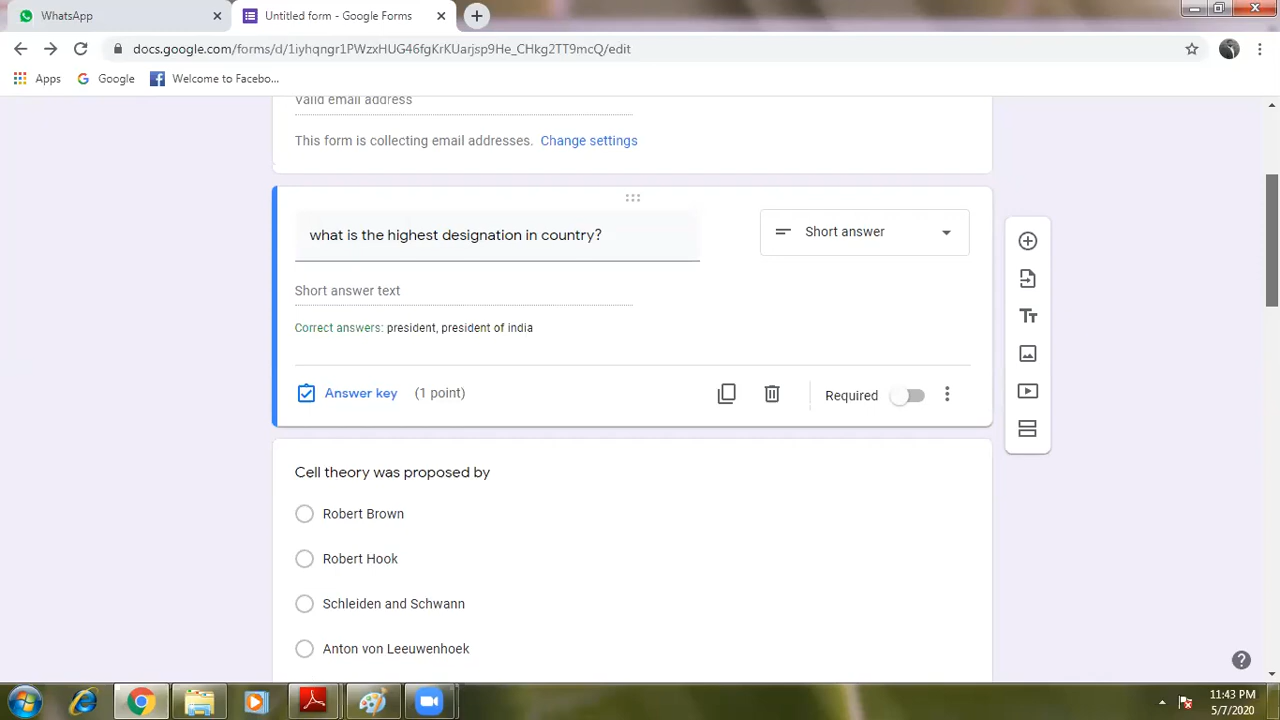 WhatsApp
Untitled form - Google Forms
docs.google.com/forms/d/1iyhqngr1PWzxHUG46fgKrKUarjsp9He_CHkg2TT9mcQ/edit
Apps
Google
Welcome to Facebo...
Valid email address
This form is collecting email addresses. Change settings
what is the highest designation in country?
Short answer
Short answer text
Correct answers: president, president of india
Answer key (1 point)
Required
Cell theory was proposed by
Robert Brown
Robert Hook
Schleiden and Schwann
Anton von Leeuwenhoek
11:43 PM
5/7/2020